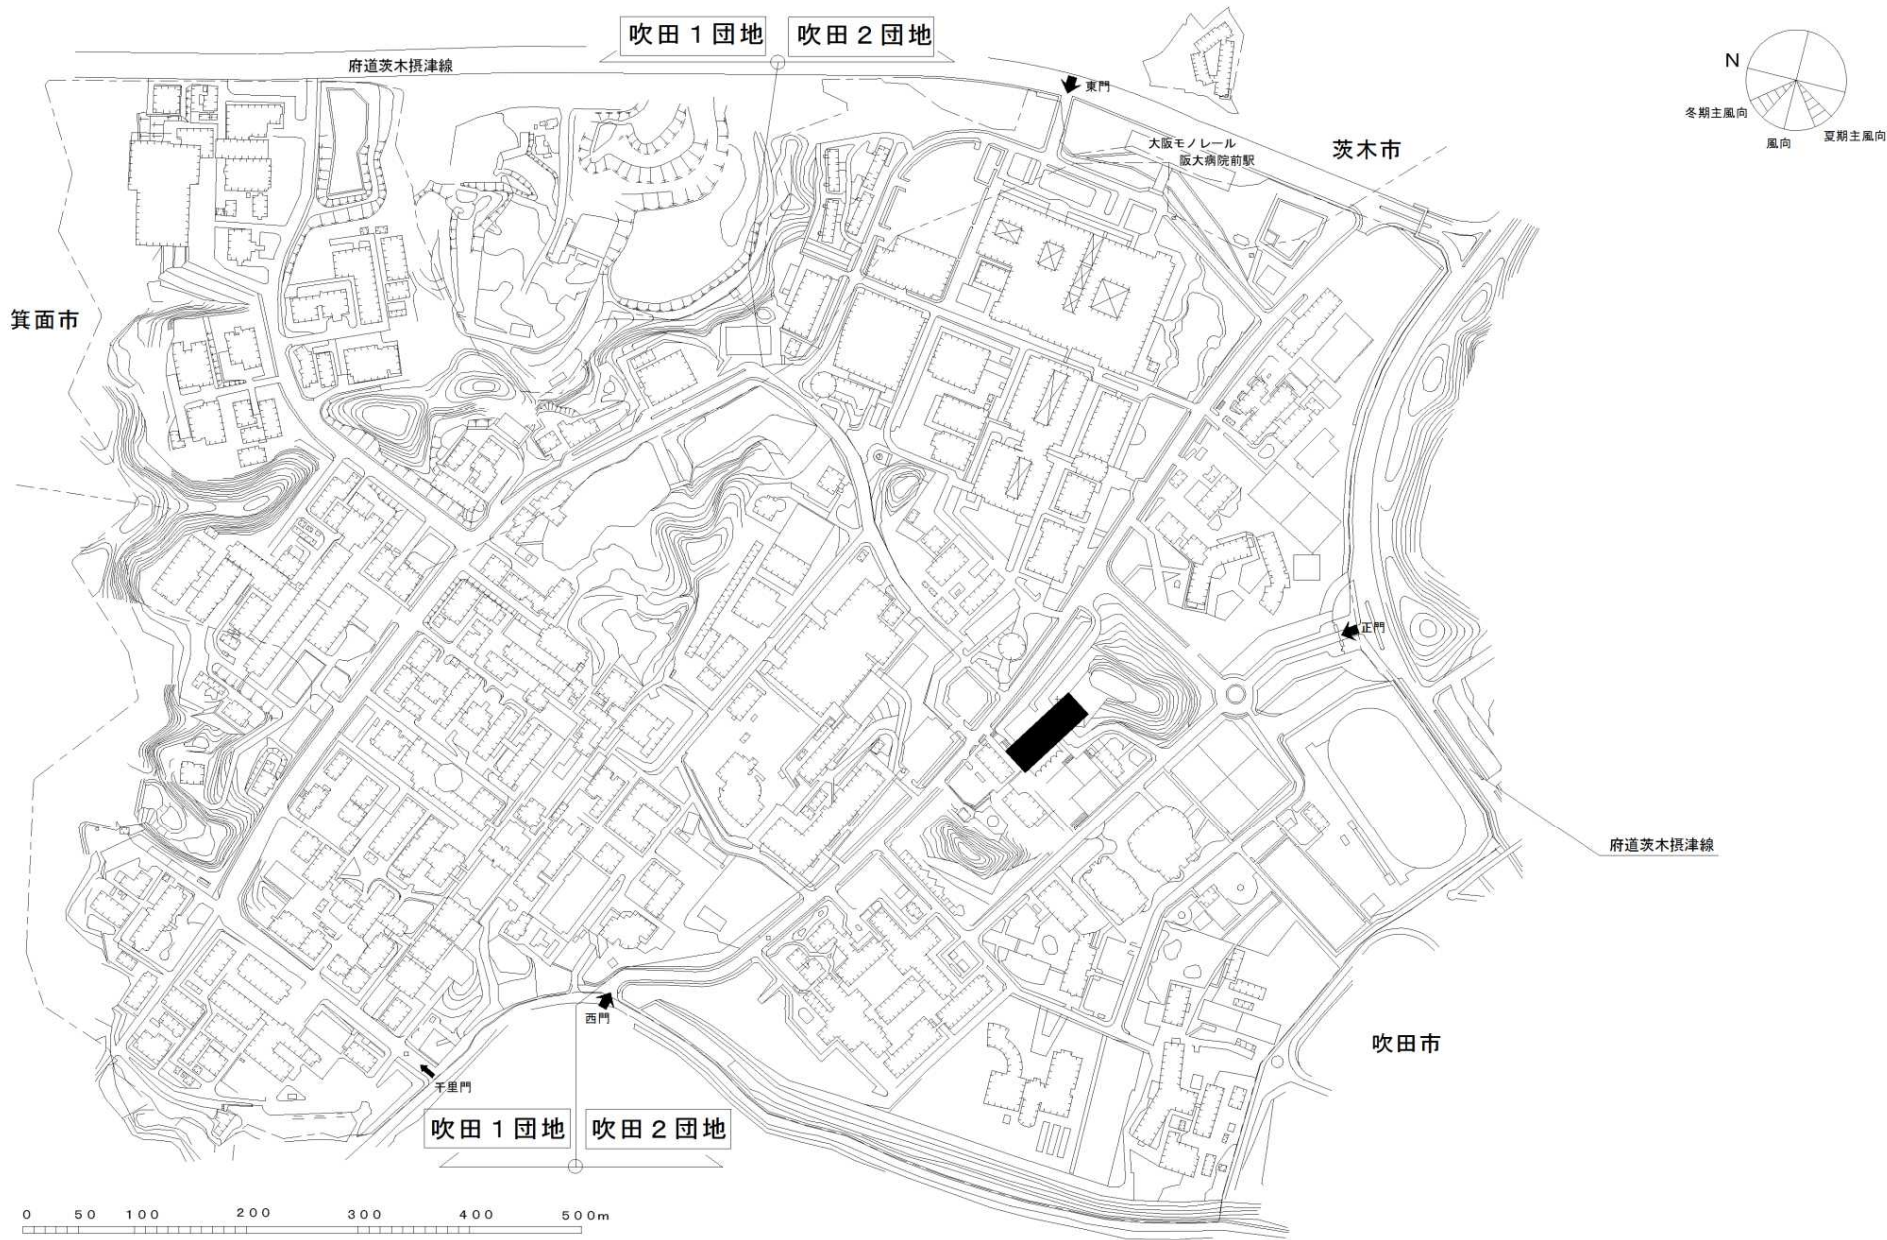 吹田１団地
吹田２団地
府道茨木摂津線
東門
大阪モノレール
阪大病院前駅
茨木市
N
冬期主風向
風向
夏期主風向
箕面市
正門
府道茨木摂津線
吹田市
西門
千里門
吹田１団地
吹田２団地
0 50 100 200 300 400 500m